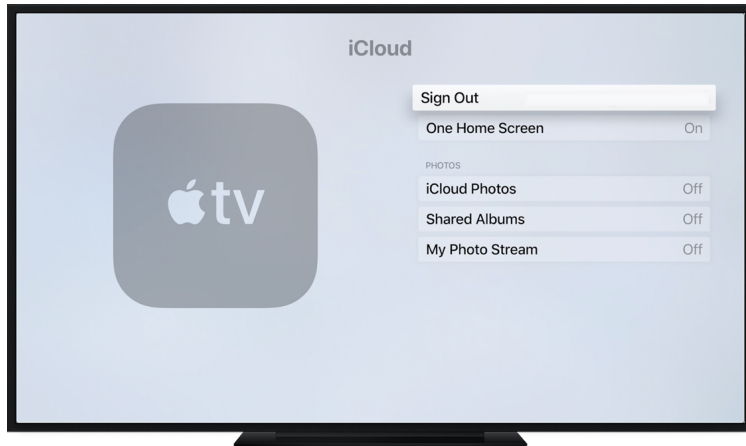 iCloud
tv
Sign Out
One Home Screen On
PHOTOS
iCloud Photos Off
Shared Albums Off
My Photo Stream Off